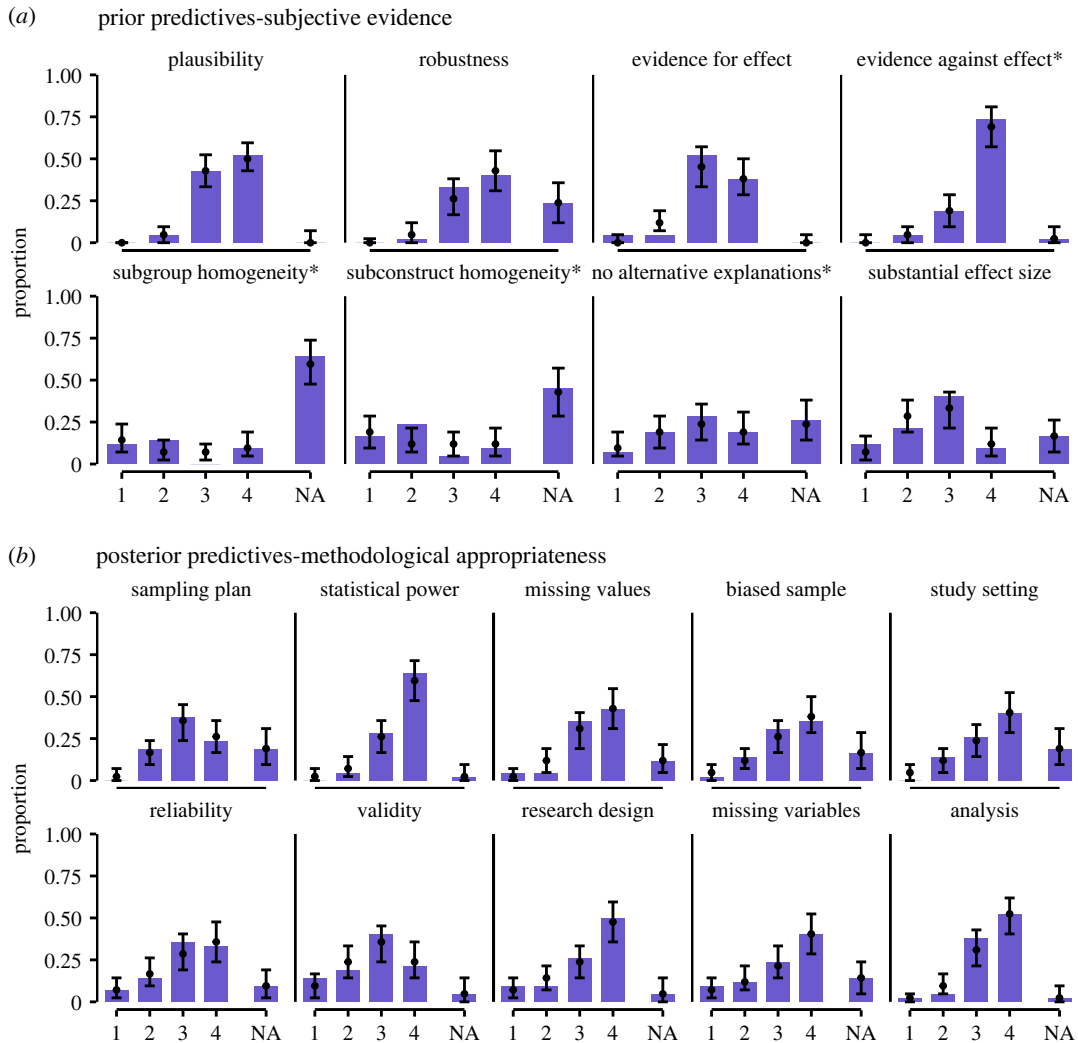 (a) prior predictives-subjective evidence
plausibility robustness evidence for effect evidence against effect*
1.00
0.75
0.50
0.25
0
proportion
subgroup homogeneity* subconstruct homogeneity* no alternative explanations* substantial effect size
1.00
0.75
0.50
0.25
0
1 2 3 4 NA 1 2 3 4 NA 1 2 3 4 NA 1 2 3 4 NA
(b) posterior predictives-methodological appropriateness
sampling plan statistical power missing values biased sample study setting
1.00
0.75
0.50
0.25
0
proportion
reliability validity research design missing variables analysis
1.00
0.75
0.50
0.25
0
1 2 3 4 NA 1 2 3 4 NA 1 2 3 4 NA 1 2 3 4 NA 1 2 3 4 NA